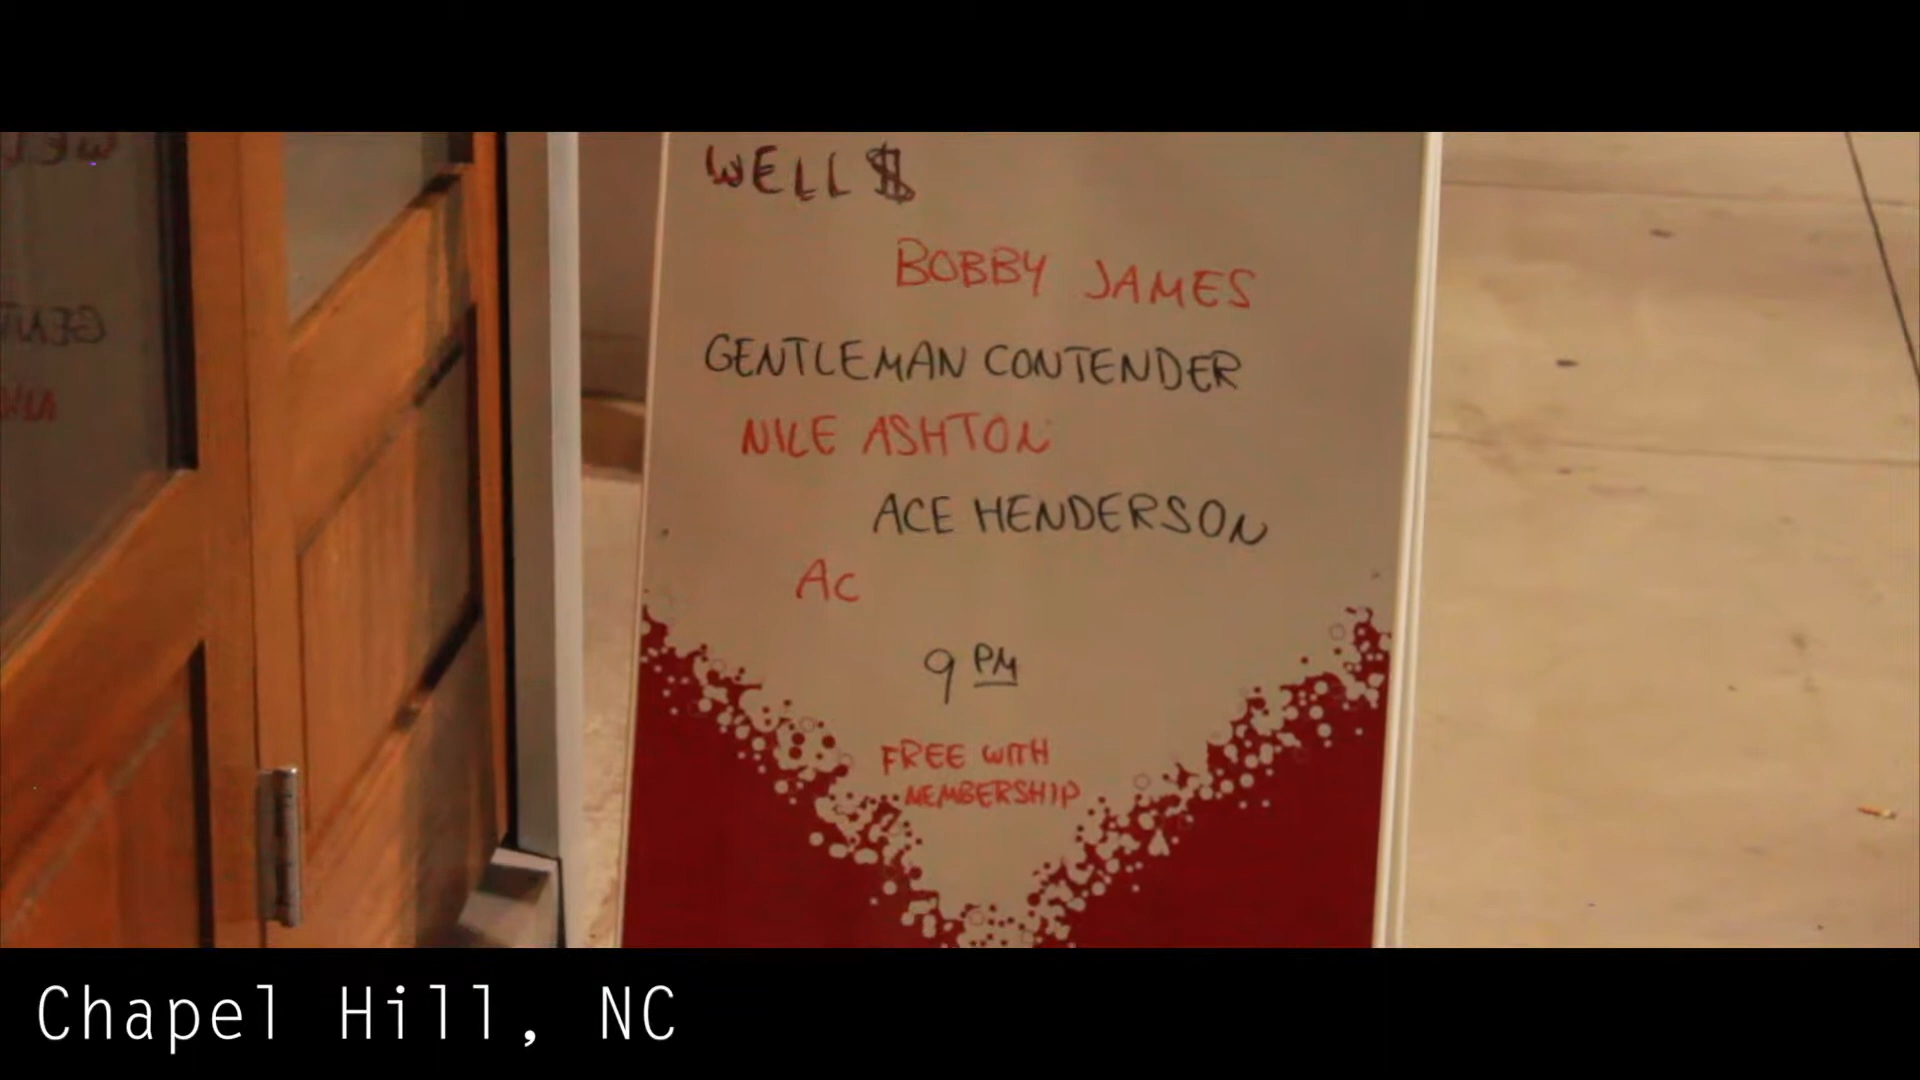 WELL$
BOBBY JAMES
GENTLEMAN CONTENDER
NILE ASHTON
ACE HENDERSON
AC
9 PM
FREE WITH
MEMBERSHIP
Chapel Hill, NC